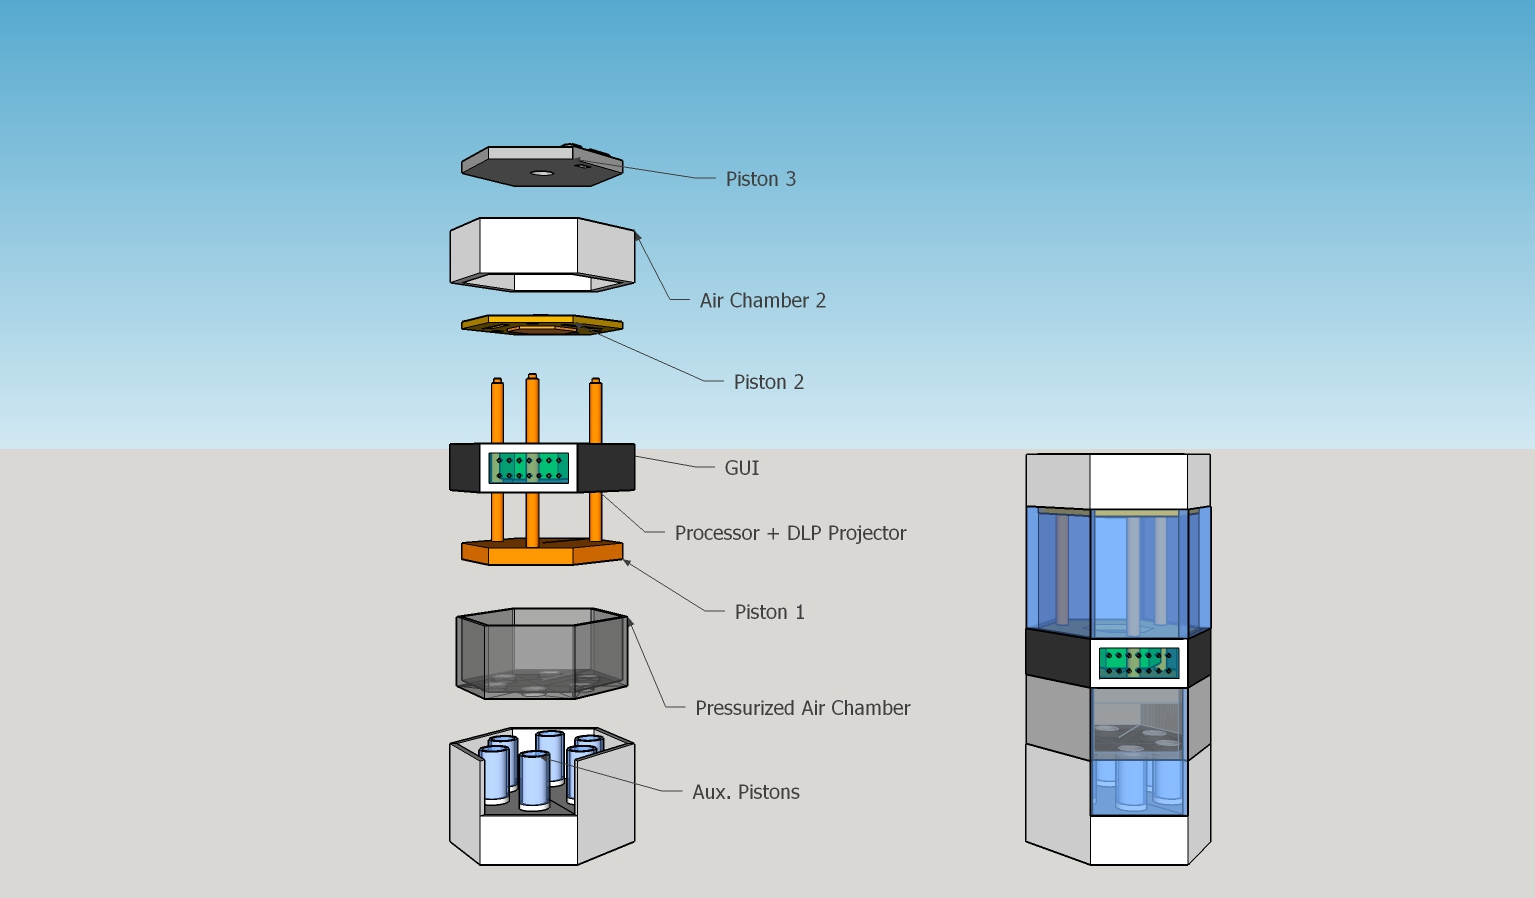 Piston 3
Air Chamber 2
Piston 2
GUI
Processor + DLP Projector
Piston 1
Pressurized Air Chamber
Aux. Pistons